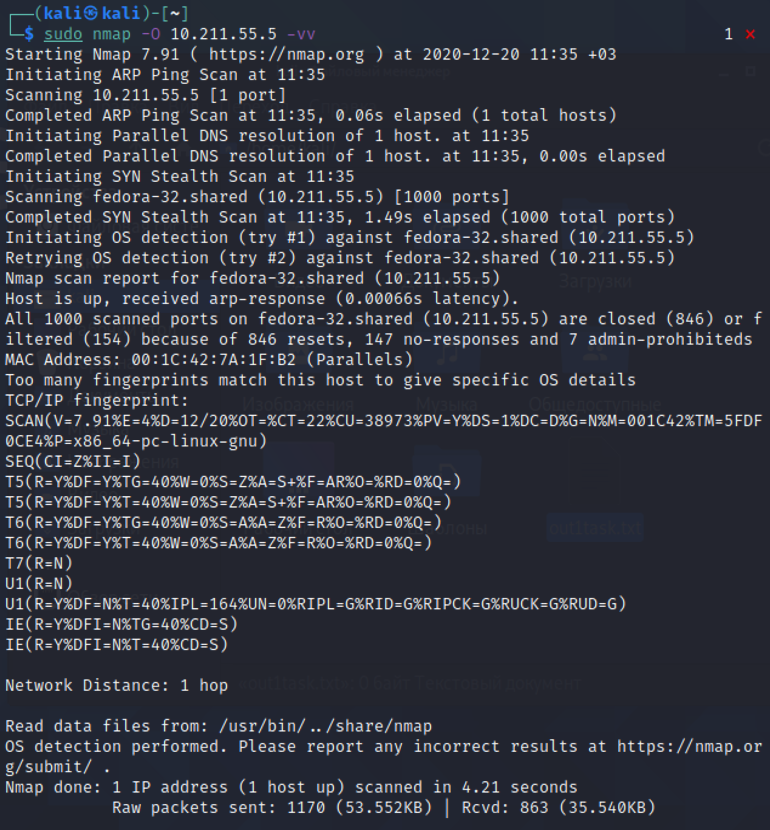 ┌──(kali㉿kali)-[~]
└─$ sudo nmap -O 10.211.55.5 -vv 1 ⨯
Starting Nmap 7.91 ( https://nmap.org ) at 2020-12-20 11:35 +03
Initiating ARP Ping Scan at 11:35
Scanning 10.211.55.5 [1 port]
Completed ARP Ping Scan at 11:35, 0.06s elapsed (1 total hosts)
Initiating Parallel DNS resolution of 1 host. at 11:35
Completed Parallel DNS resolution of 1 host. at 11:35, 0.00s elapsed
Initiating SYN Stealth Scan at 11:35
Scanning fedora-32.shared (10.211.55.5) [1000 ports]
Completed SYN Stealth Scan at 11:35, 1.49s elapsed (1000 total ports)
Initiating OS detection (try #1) against fedora-32.shared (10.211.55.5)
Retrying OS detection (try #2) against fedora-32.shared (10.211.55.5)
Nmap scan report for fedora-32.shared (10.211.55.5)
Host is up, received arp-response (0.00066s latency).
Загрузки
All 1000 scanned ports on fedora-32.shared (10.211.55.5) are closed (846) or f
iltered (154) because of 846 resets, 147 no-responses and 7 admin-prohibiteds
MAC Address: 00:1C:42:7A:1F:B2 (Parallels)
Too many fingerprints match this host to give specific OS details
TCP/IP fingerprint:
Изображения Музыка Общедоступные
SCAN(V=7.91%E=4%D=12/20%OT=%CT=22%CU=38973%PV=Y%DS=1%DC=D%G=N%M=001C42%TM=5FDF
0CE4%P=x86_64-pc-linux-gnu)
SEQ(CI=Z%II=I)
T5(R=Y%DF=Y%TG=40%W=0%S=Z%A=S+%F=AR%O=%RD=0%Q=)
T5(R=Y%DF=Y%T=40%W=0%S=Z%A=S+%F=AR%O=%RD=0%Q=)
T6(R=Y%DF=Y%TG=40%W=0%S=A%A=Z%F=R%O=%RD=0%Q=)
out1task.txt
T6(R=Y%DF=Y%T=40%W=0%S=A%A=Z%F=R%O=%RD=0%Q=)
T7(R=N)
U1(R=N)
U1(R=Y%DF=N%T=40%IPL=164%UN=0%RIPL=G%RID=G%RIPCK=G%RUCK=G%RUD=G)
IE(R=Y%DFI=N%TG=40%CD=S)
IE(R=Y%DFI=N%T=40%CD=S)
Network Distance: 1 hop
«out1task.txt»: 0 байт Текстовый документ
Read data files from: /usr/bin/../share/nmap
OS detection performed. Please report any incorrect results at https://nmap.or
g/submit/ .
Nmap done: 1 IP address (1 host up) scanned in 4.21 seconds
Raw packets sent: 1170 (53.552KB) | Rcvd: 863 (35.540KB)